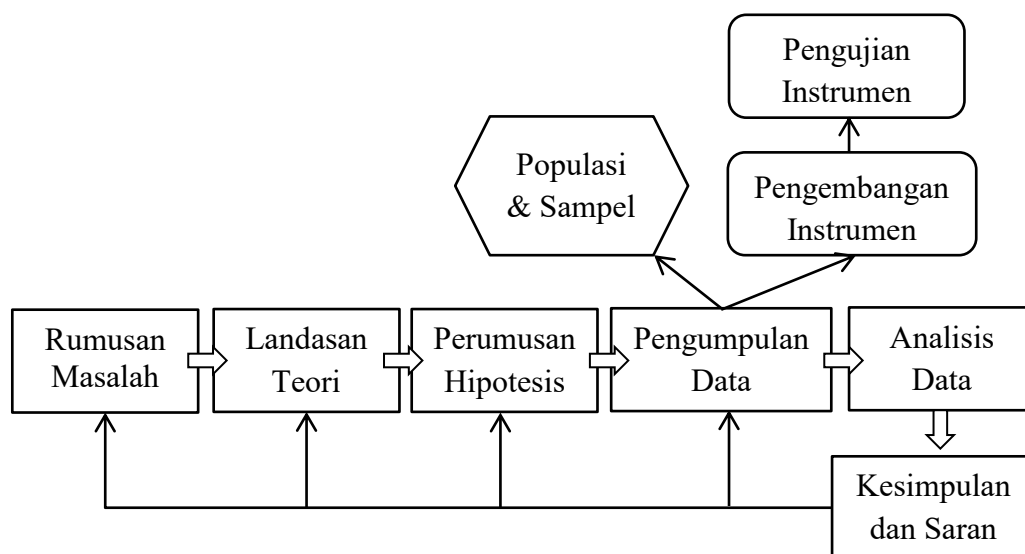 Pengujian
Instrumen
Populasi
& Sampel
Pengembangan
Instrumen
Rumusan
Masalah
Landasan
Teori
Perumusan
Hipotesis
Pengumpulan
Data
Analisis
Data
Kesimpulan
dan Saran